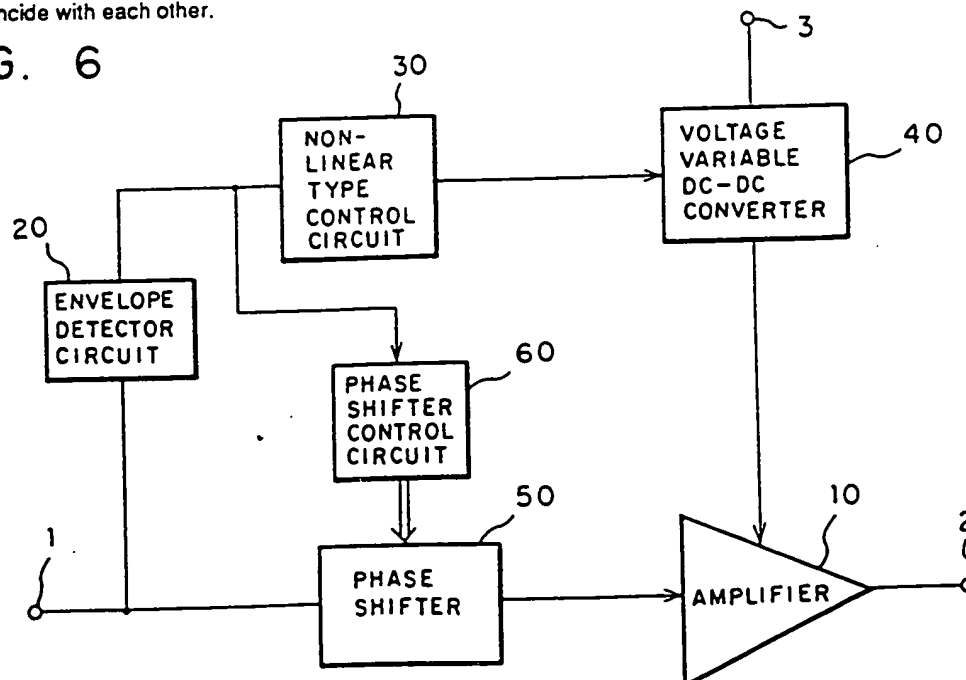 ncide with each other.
G. 6
30
3
NON-
LINEAR
TYPE
CONTROL
CIRCUIT
VOLTAGE
VARIABLE
DC-DC
CONVERTER
40
20
ENVELOPE
DETECTOR
CIRCUIT
60
PHASE
SHIFTER
CONTROL
CIRCUIT
50
10
2
1
PHASE
SHIFTER
AMPLIFIER